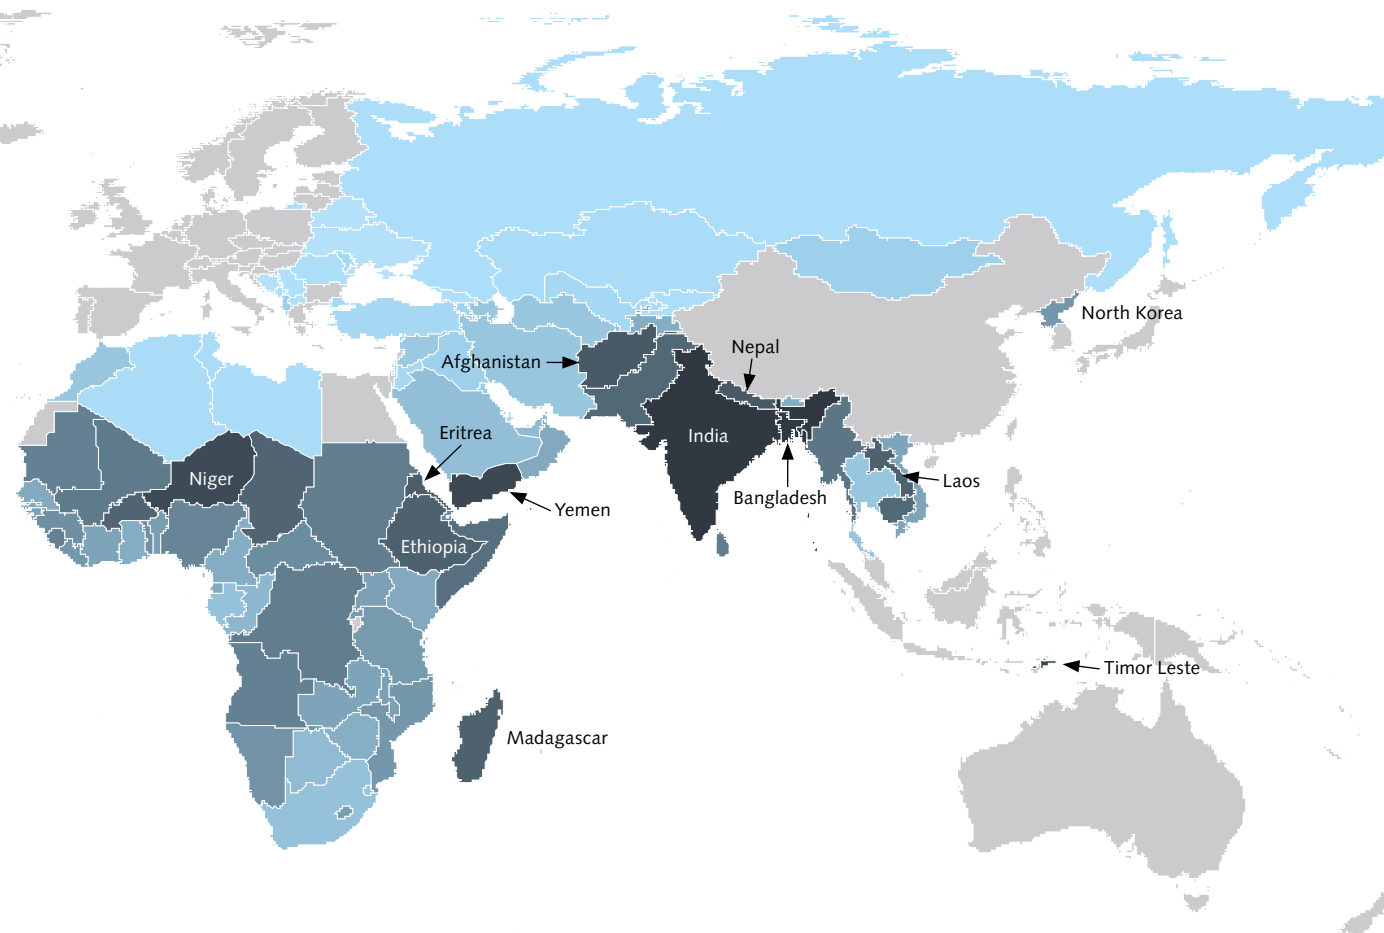 North Korea
Nepal
Afghanistan
Eritrea
India
Niger
Laos
Bangladesh
Yemen
Ethiopia
Timor Leste
Madagascar